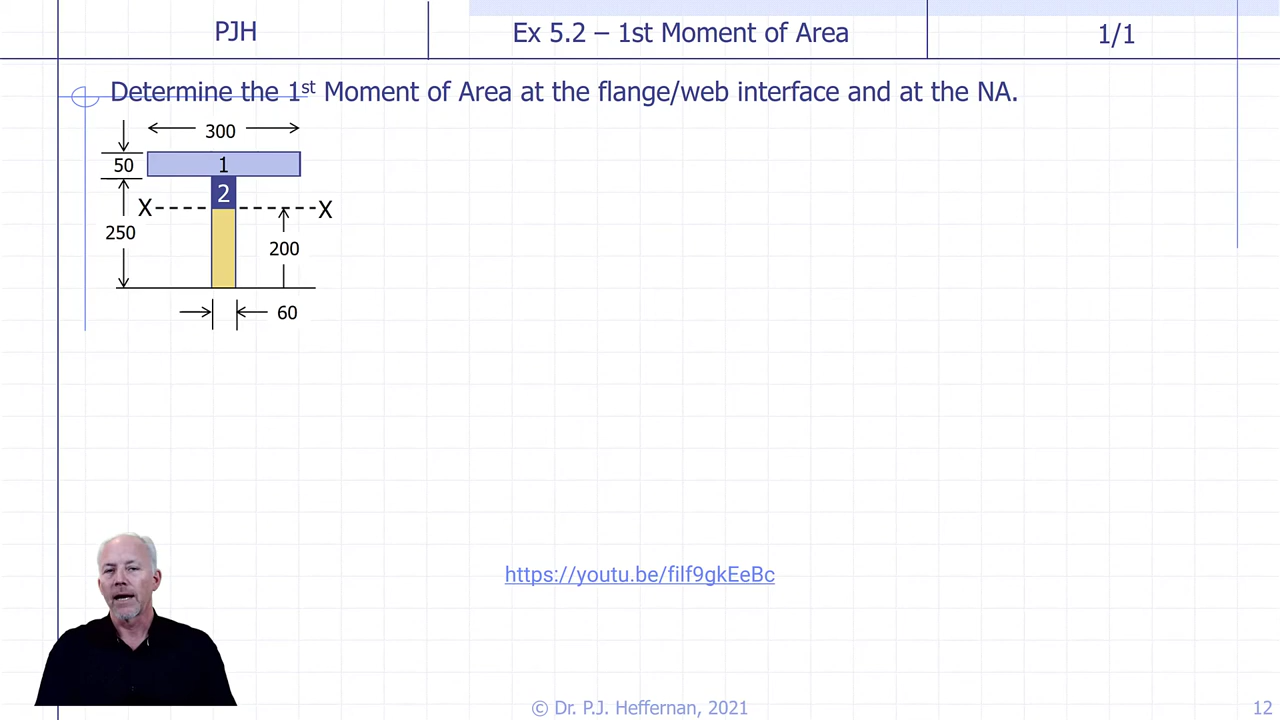 PJH
Ex 5.2 – 1st Moment of Area
1/1
Determine the 1st Moment of Area at the flange/web interface and at the NA.
300
50
1
2
X
X
250
200
60
https://youtu.be/filf9gkEeBc
© Dr. P.J. Heffernan, 2021
12